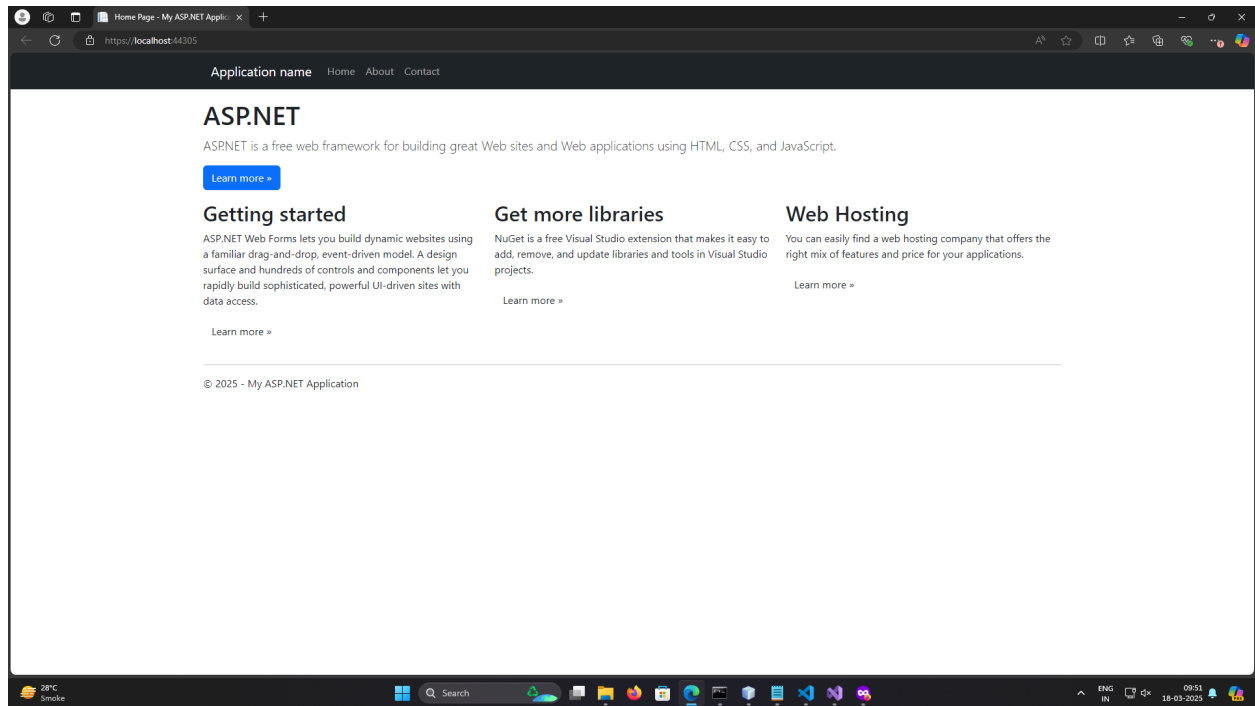 Home Page - My ASP.NET Applic
https://localhost:44305
Application name Home About Contact
ASP.NET
ASP.NET is a free web framework for building great Web sites and Web applications using HTML, CSS, and JavaScript.
Learn more »
Getting started
ASP.NET Web Forms lets you build dynamic websites using
a familiar drag-and-drop, event-driven model. A design
surface and hundreds of controls and components let you
rapidly build sophisticated, powerful UI-driven sites with
data access.
Learn more »
Get more libraries
NuGet is a free Visual Studio extension that makes it easy to
add, remove, and update libraries and tools in Visual Studio
projects.
Learn more »
Web Hosting
You can easily find a web hosting company that offers the
right mix of features and price for your applications.
Learn more »
© 2025 - My ASP.NET Application
28°C
Smoke
Search
ENG
IN
09:51
18-03-2025